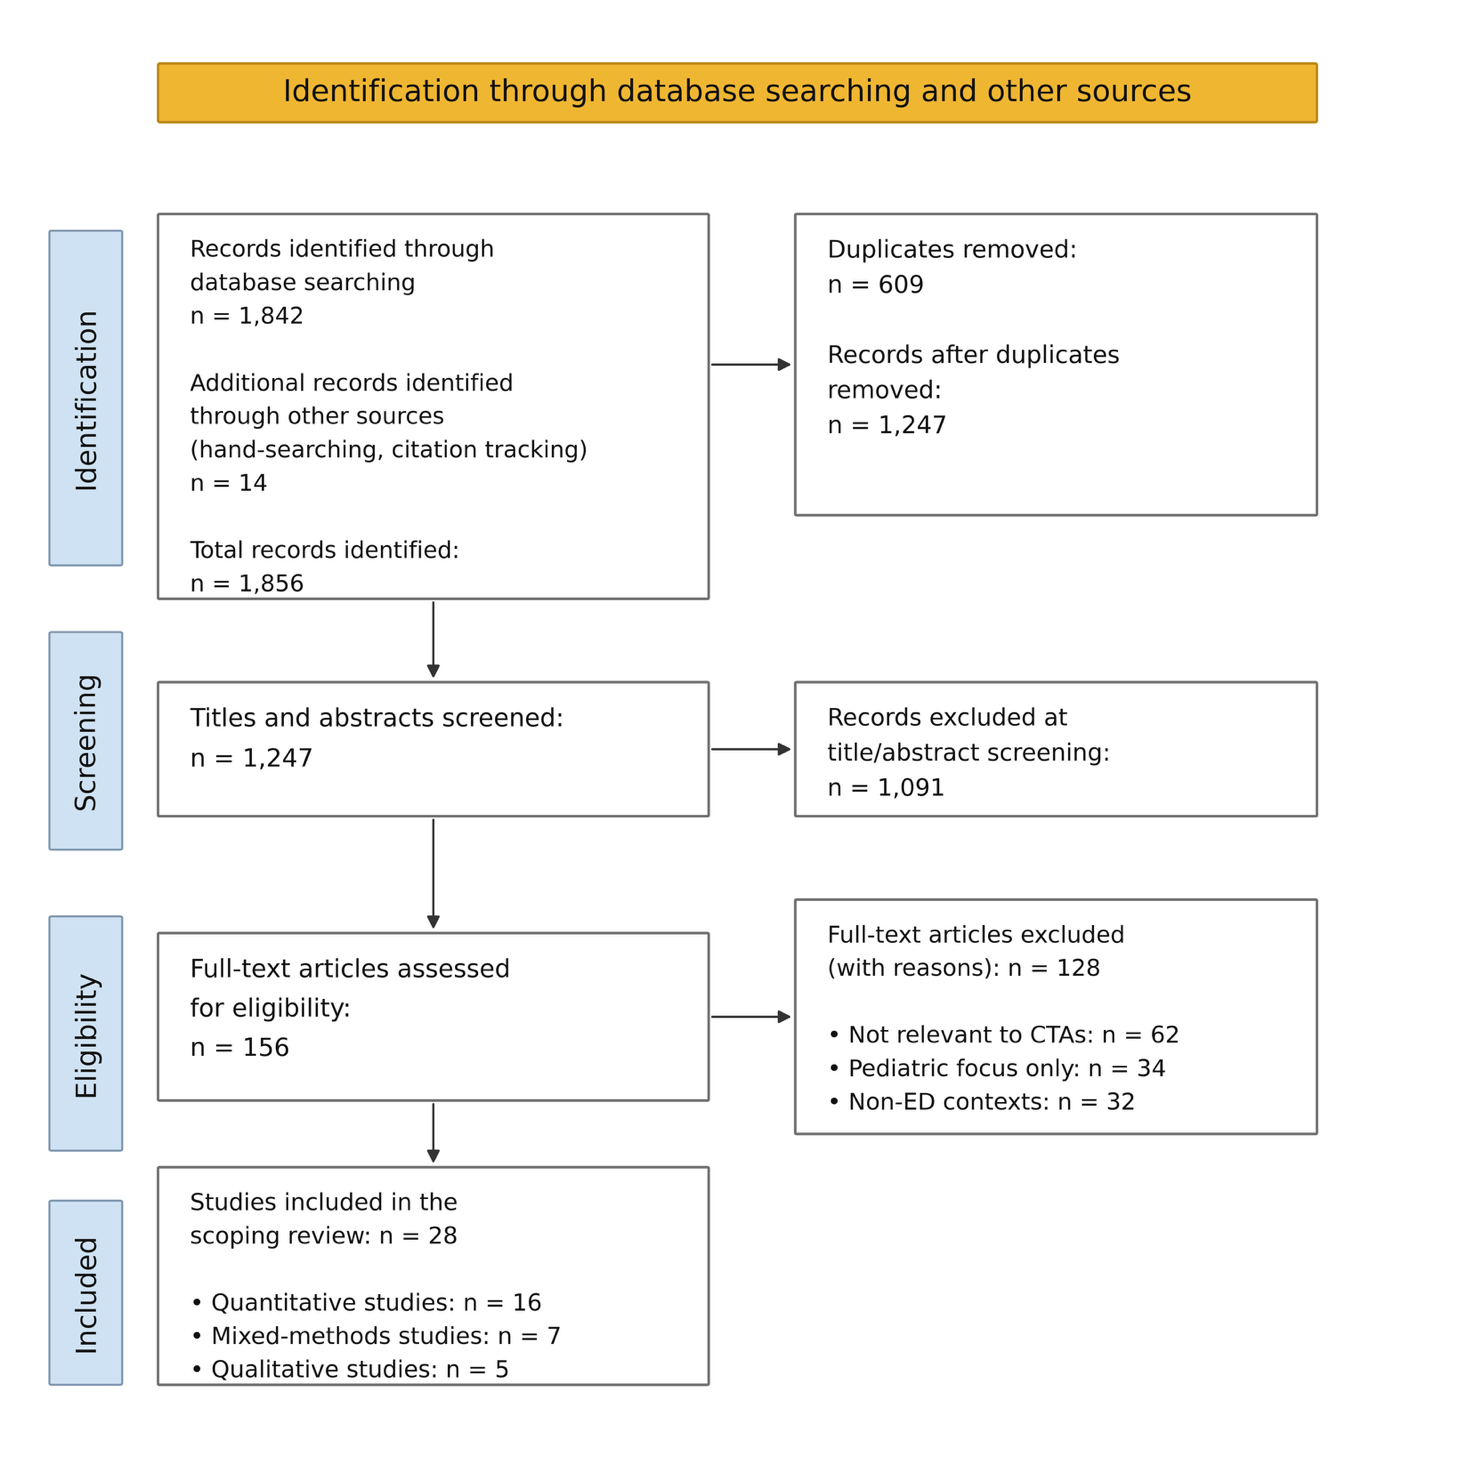 Identification through database searching and other sources
Identification
Records identified through
database searching
n = 1,842
Additional records identified
through other sources
(hand-searching, citation tracking)
n = 14
Total records identified:
n = 1,856
Duplicates removed:
n = 609
Records after duplicates
removed:
n = 1,247
Screening
Titles and abstracts screened:
n = 1,247
Records excluded at
title/abstract screening:
n = 1,091
Eligibility
Full-text articles assessed
for eligibility:
n = 156
Full-text articles excluded
(with reasons): n = 128
• Not relevant to CTAs: n = 62
• Pediatric focus only: n = 34
• Non-ED contexts: n = 32
Included
Studies included in the
scoping review: n = 28
• Quantitative studies: n = 16
• Mixed-methods studies: n = 7
• Qualitative studies: n = 5